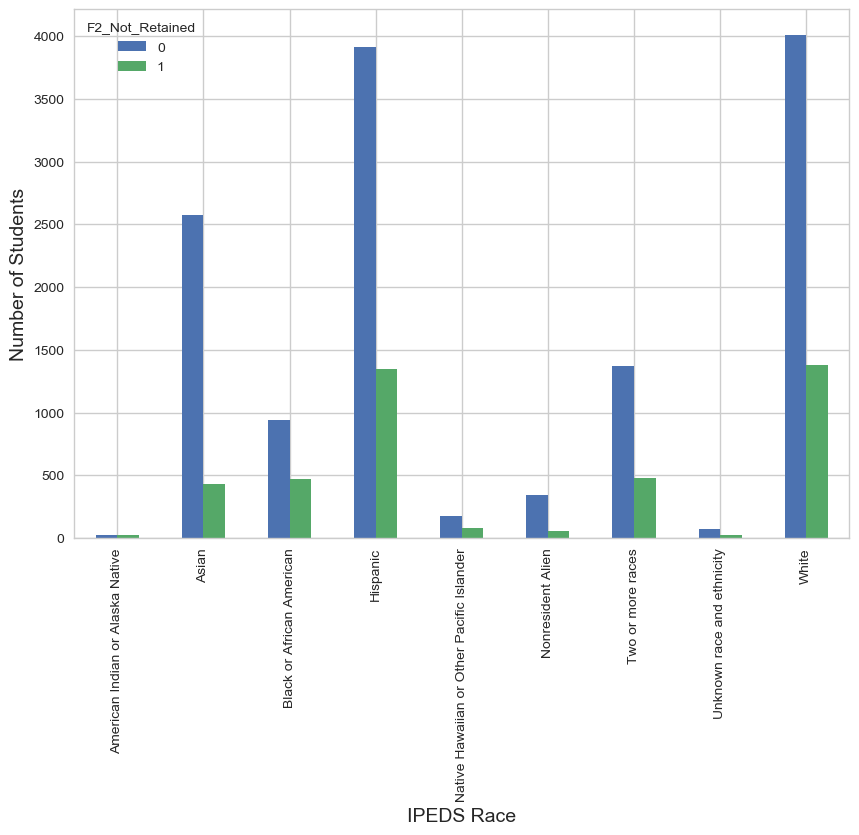 F2_Not_Retained
0
1
Number of Students
4000
3500
3000
2500
2000
1500
1000
500
0
American Indian or Alaska Native
Asian
Black or African American
Hispanic
Native Hawaiian or Other Pacific Islander
Nonresident Alien
Two or more races
Unknown race and ethnicity
White
IPEDS Race